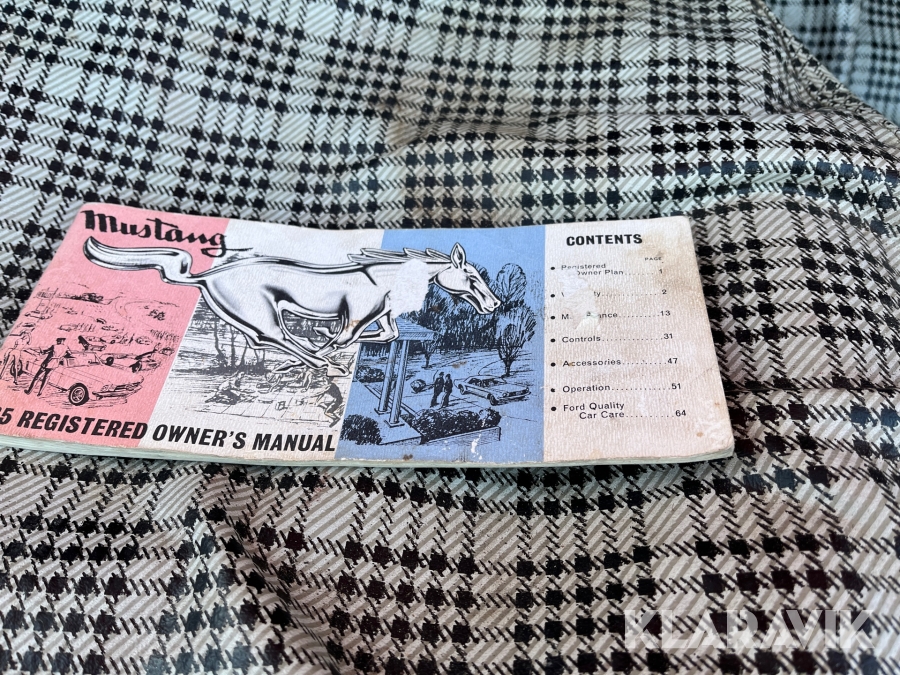 Mustang
5 REGISTERED OWNER'S MANUAL
CONTENTS
PAGE
• Registered
Owner Plan.....1
.........2
.........13
• Controls.............31
• Accessories.........47
• Operation............51
• Ford Quality
Car Care.........64
KLARAVIK